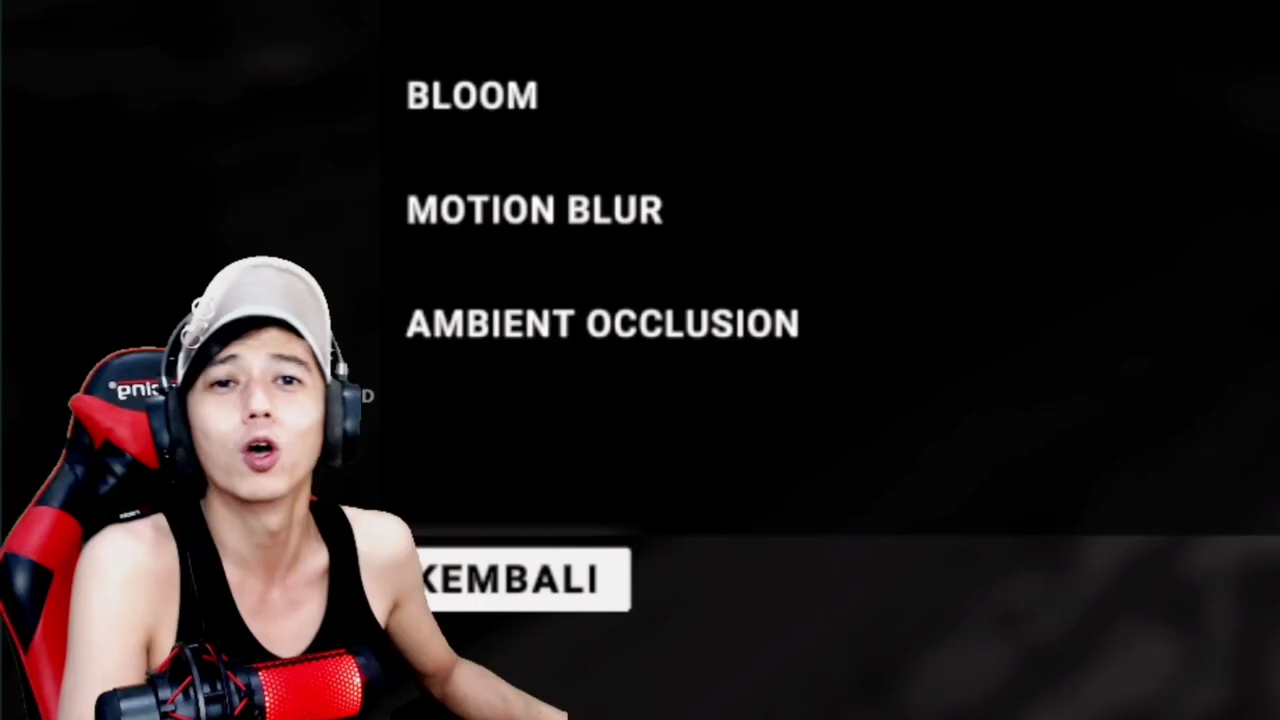 BLOOM
MOTION BLUR
AMBIENT OCCLUSION
D
KEMBALI